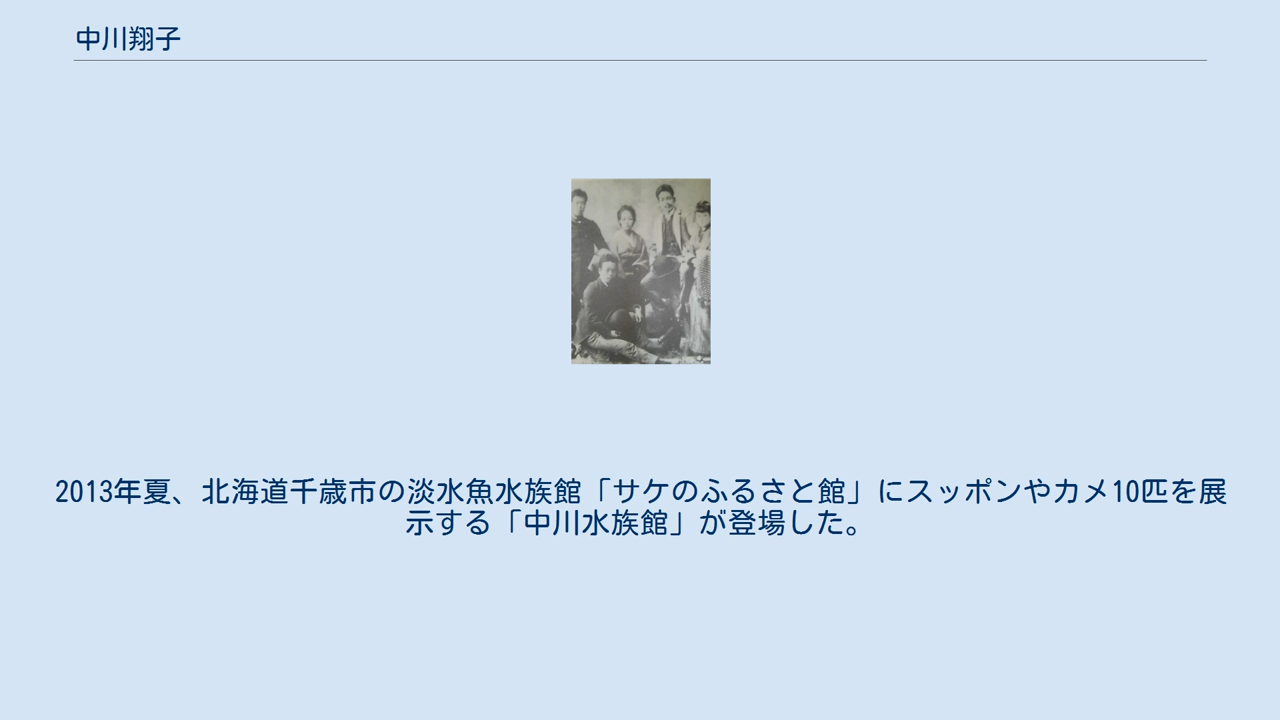 中川翔子
2013年夏、北海道千歳市の淡水魚水族館「サケのふるさと館」にスッポンやカメ10匹を展
示する「中川水族館」が登場した。